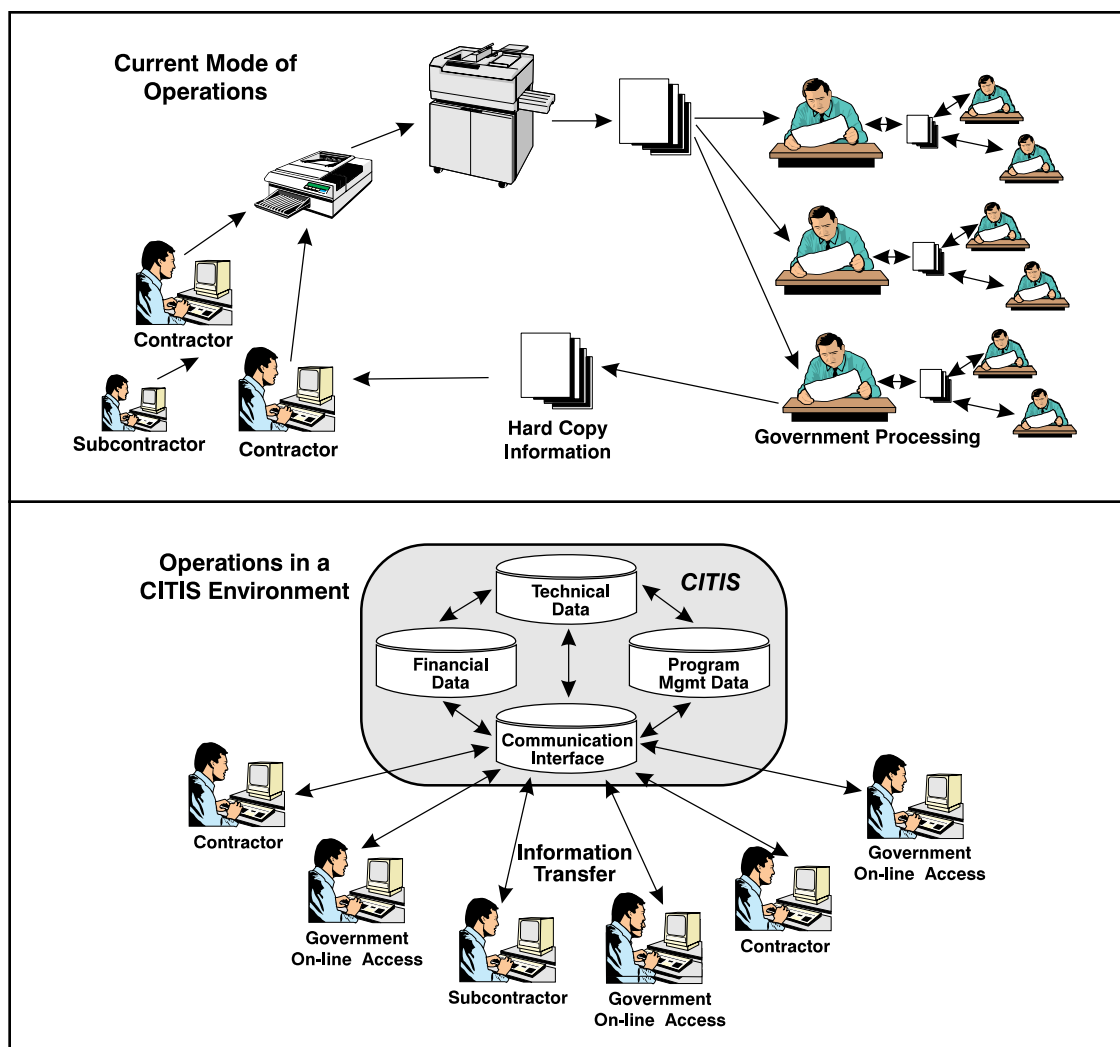 Current Mode of
Operations
Contractor
Subcontractor
Contractor
Hard Copy
Information
Government Processing
Operations in a
CITIS Environment
CITIS
Technical
Data
Financial
Data
Program
Mgmt Data
Communication
Interface
Contractor
Government
On-line Access
Information
Transfer
Subcontractor
Government
On-line Access
Contractor
Government
On-line Access